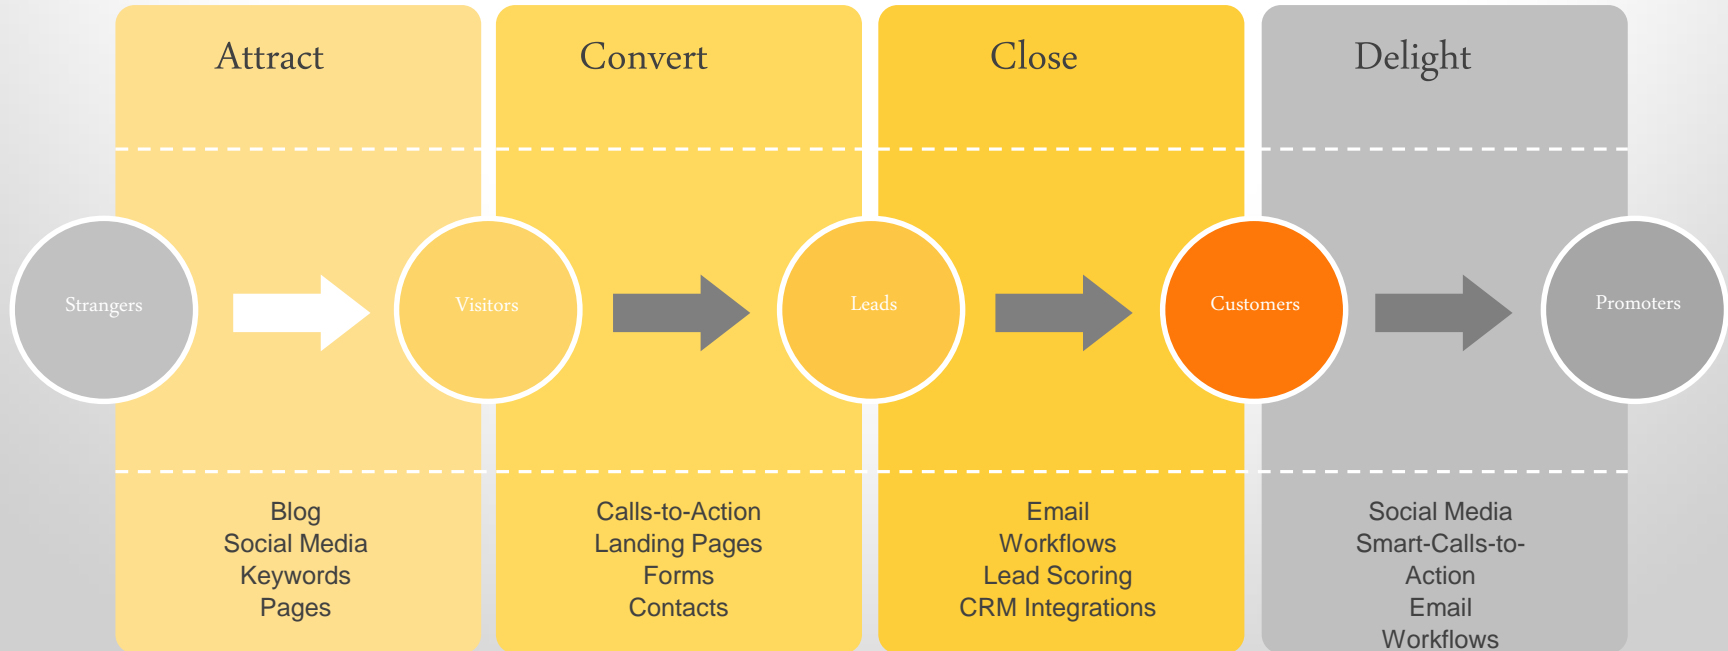 Attract
Convert
Close
Delight
Strangers
Visitors
Leads
Customers
Promoters
Blog
Social Media
Keywords
Pages
Calls-to-Action
Landing Pages
Forms
Contacts
Email
Workflows
Lead Scoring
CRM Integrations
Social Media
Smart-Calls-to-
Action
Email
Workflows